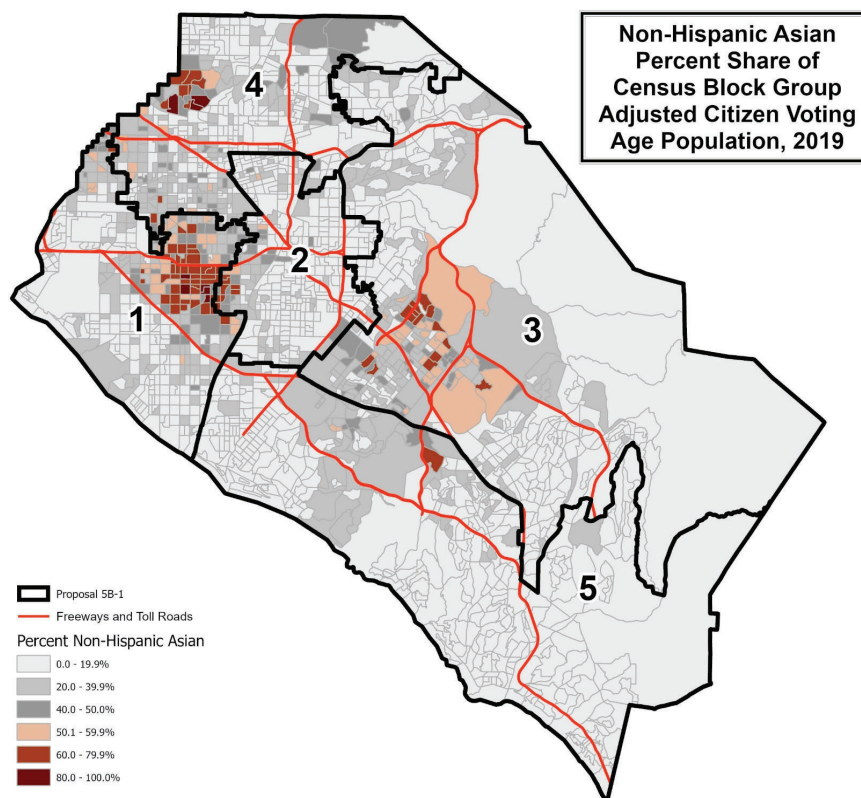 Non-Hispanic Asian
Percent Share of
Census Block Group
Adjusted Citizen Voting
Age Population, 2019
4
2
3
1
5
Proposal 5B-1
Freeways and Toll Roads
Percent Non-Hispanic Asian
0.0 - 19.9%
20.0 - 39.9%
40.0 - 50.0%
50.1 - 59.9%
60.0 - 79.9%
80.0 - 100.0%